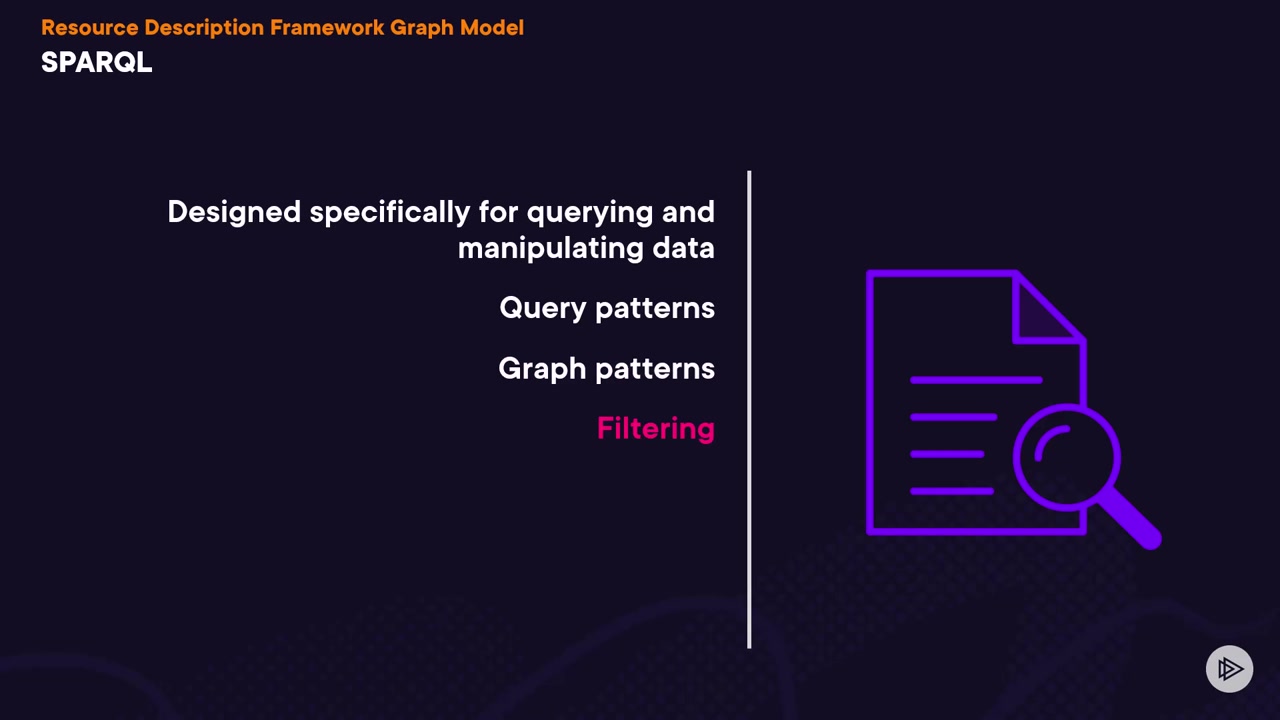 Resource Description Framework Graph Model
SPARQL
Designed specifically for querying and
manipulating data
Query patterns
Graph patterns
Filtering